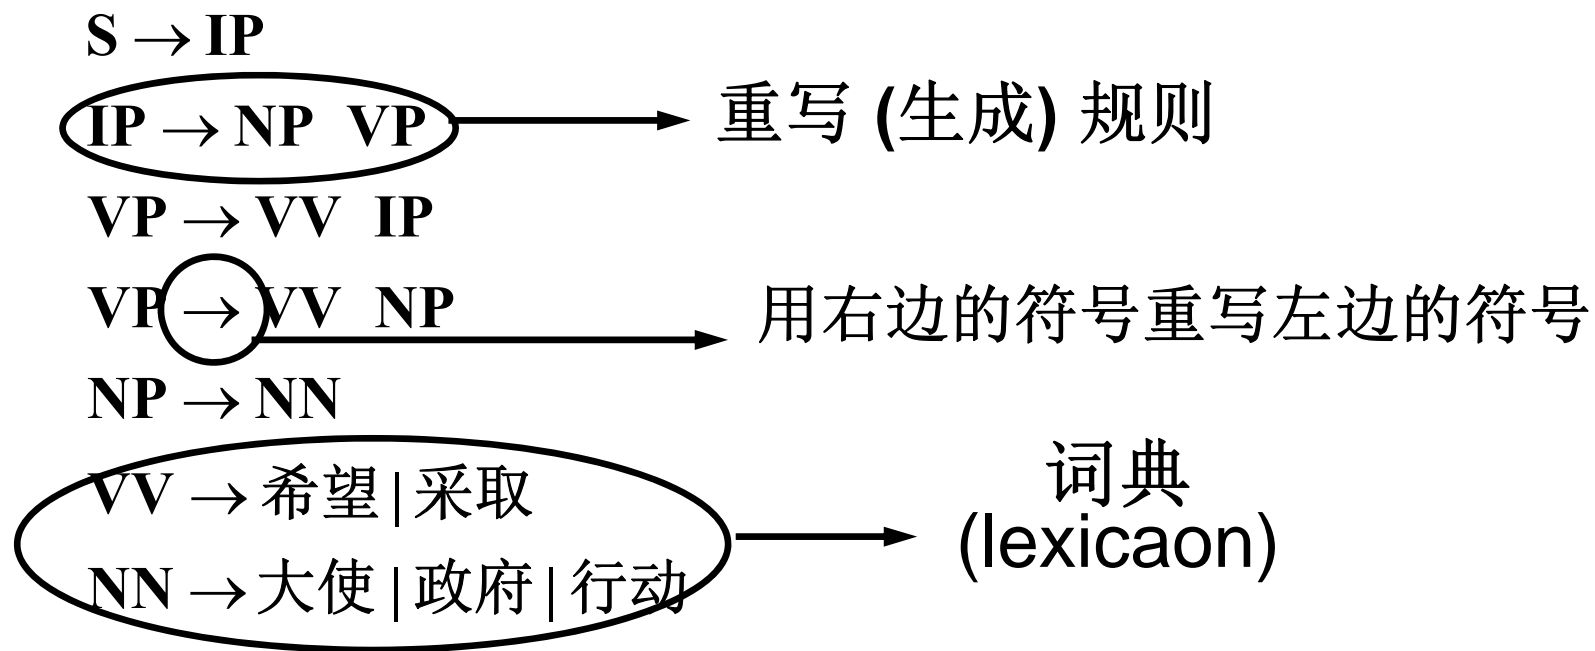 S → IP
IP → NP VP
重写 (生成) 规则
VP → VV IP
VP → VV NP
用右边的符号重写左边的符号
NP → NN
VV → 希望 | 采取
NN → 大使 | 政府 | 行动
词典
(lexicaon)